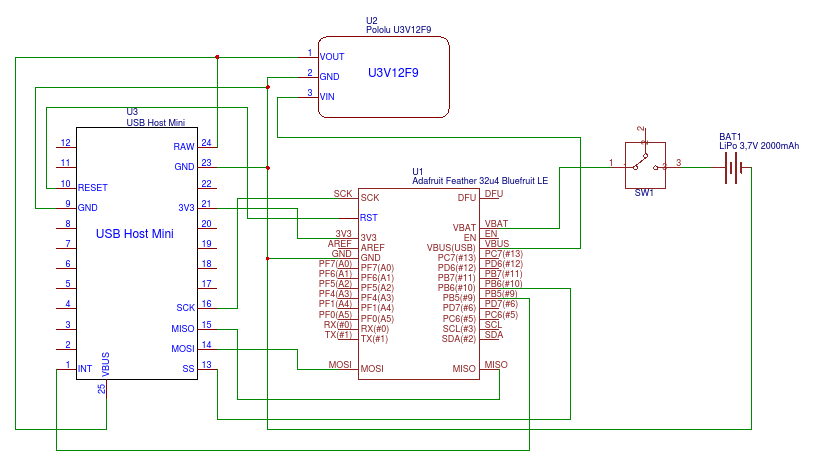 U2
Pololu U3V12F9
1 VOUT
2 GND
3 VIN
U3V12F9
U3
USB Host Mini
12
11
10 RESET
9 GND
8
7
6
5
4
3
2
1 INT
RAW 24
GND 23
22
3V3 21
20
19
18
17
SCK 16
MISO 15
MOSI 14
SS 13
VBUS
25
USB Host Mini
U1
Adafruit Feather 32u4 Bluefruit LE
SCK SCK
RST
3V3 3V3
AREF AREF
GND GND
PF7(A0) PF7(A0)
PF6(A1) PF6(A1)
PF5(A2) PF5(A2)
PF4(A3) PF4(A3)
PF1(A4) PF1(A4)
PF0(A5) PF0(A5)
RX(#0) RX(#0)
TX(#1) TX(#1)
MOSI MOSI
DFU DFU
VBAT VBAT
EN EN
VBUS(USB) VBUS
PC7(#13) PC7(#13)
PD6(#12) PD6(#12)
PB7(#11) PB7(#11)
PB6(#10) PB6(#10)
PB5(#9) PB5(#9)
PD7(#6) PD7(#6)
PC6(#5) PC6(#5)
SCL(#3) SCL
SDA(#2) SDA
MISO MISO
2
2
1
3 3
SW1
BAT1
LiPo 3,7V 2000mAh